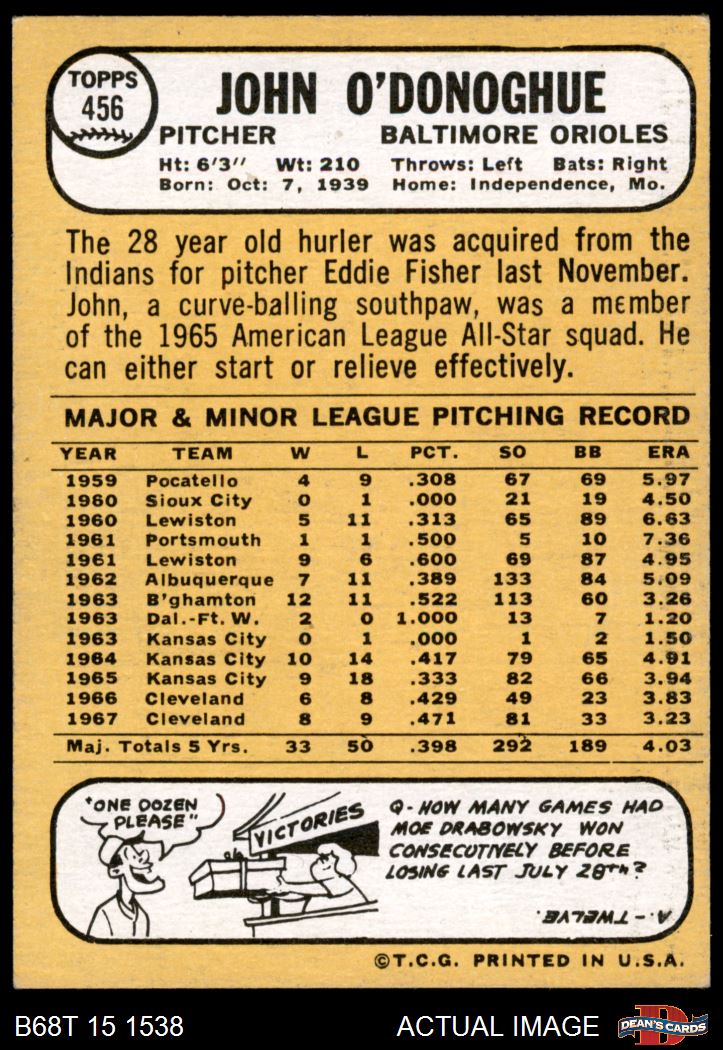 TOPPS
456
JOHN O'DONOGHUE
PITCHER BALTIMORE ORIOLES
Ht: 6'3" Wt: 210 Throws: Left Bats: Right
Born: Oct: 7, 1939 Home: Independence, Mo.
The 28 year old hurler was acquired from the
Indians for pitcher Eddie Fisher last November.
John, a curve-balling southpaw, was a member
of the 1965 American League All-Star squad. He
can either start or relieve effectively.
MAJOR & MINOR LEAGUE PITCHING RECORD
YEAR TEAM W L PCT. SO BB ERA
1959 Pocatello 4 9 .308 67 69 5.97
1960 Sioux City 0 1 .000 21 19 4.50
1960 Lewiston 5 11 .313 65 89 6.63
1961 Portsmouth 1 1 .500 5 10 7.36
1961 Lewiston 9 6 .600 69 87 4.95
1962 Albuquerque 7 11 .389 133 84 5.09
1963 B'ghamton 12 11 .522 113 60 3.26
1963 Dal.-Ft. W. 2 0 1.000 13 7 1.20
1963 Kansas City 0 1 .000 1 2 1.50
1964 Kansas City 10 14 .417 79 65 4.91
1965 Kansas City 9 18 .333 82 66 3.94
1966 Cleveland 6 8 .429 49 23 3.83
1967 Cleveland 8 9 .471 81 33 3.23
Maj. Totals 5 Yrs. 33 50 .398 292 189 4.03
"ONE DOZEN
PLEASE"
VICTORIES
Q- HOW MANY GAMES HAD
MOE DRABOWSKY WON
CONSECUTIVELY BEFORE
LOSING LAST JULY 28TH?
A.- TWELVE.
©T.C.G. PRINTED IN U.S.A.
B68T 15 1538 ACTUAL IMAGE
D
DEAN'S CARDS